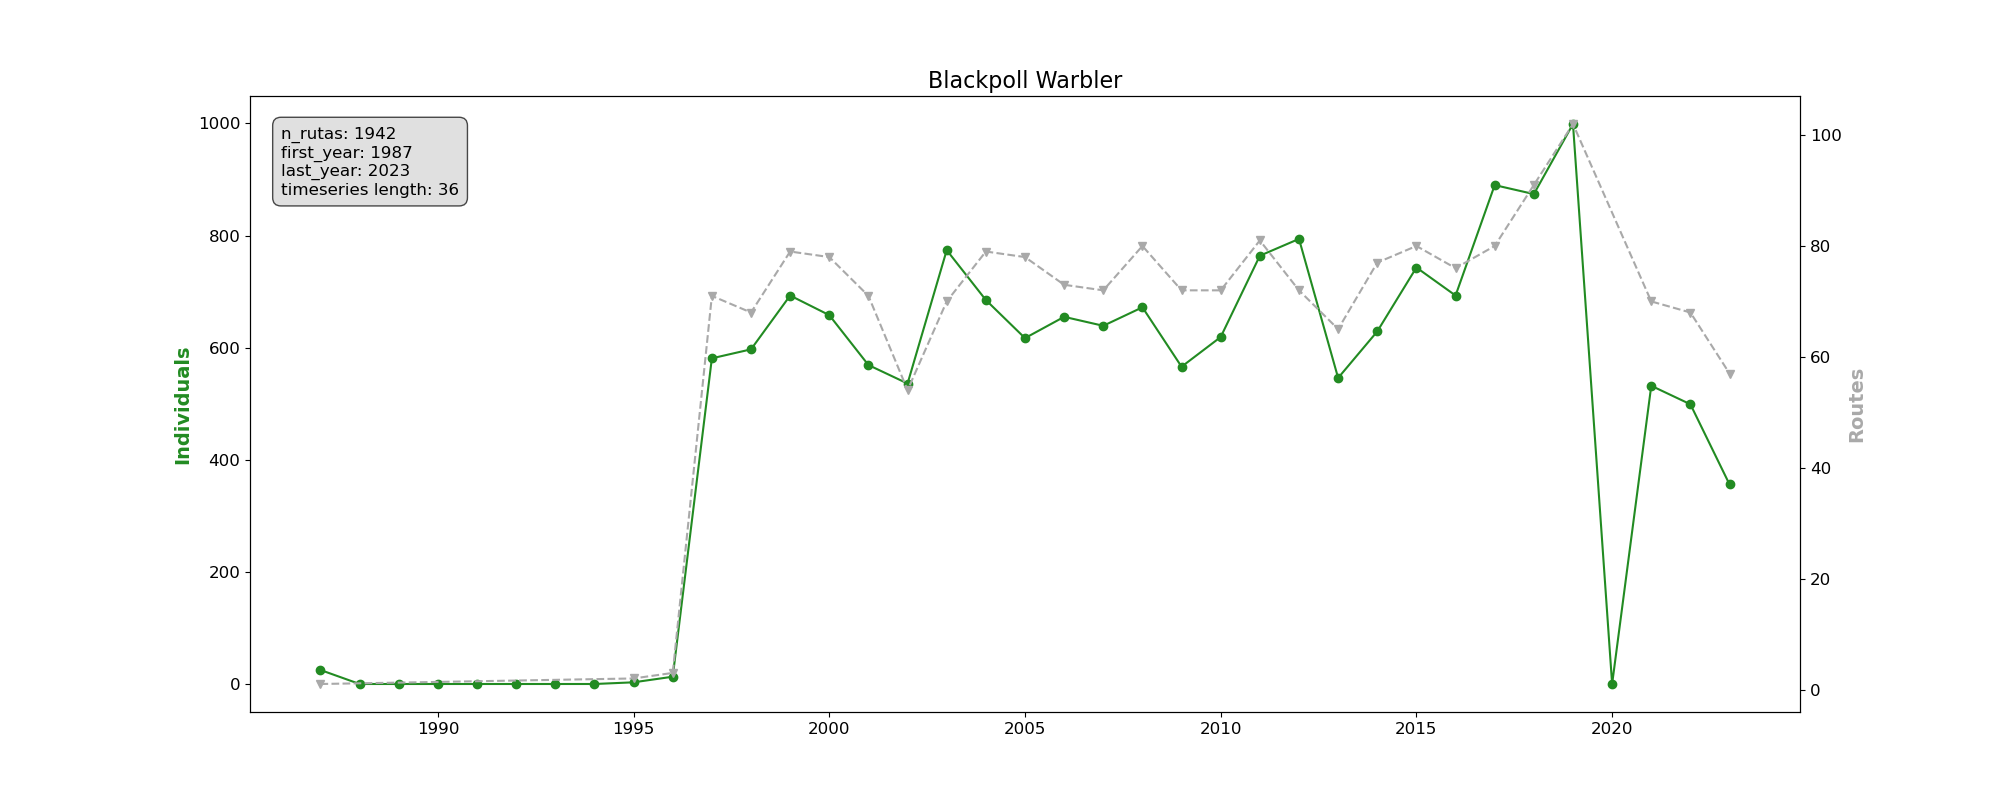 Blackpoll Warbler
n_rutas: 1942
first_year: 1987
last_year: 2023
timeseries length: 36
Individuals
1000
800
600
400
200
0
Routes
100
80
60
40
20
0
1990 1995 2000 2005 2010 2015 2020